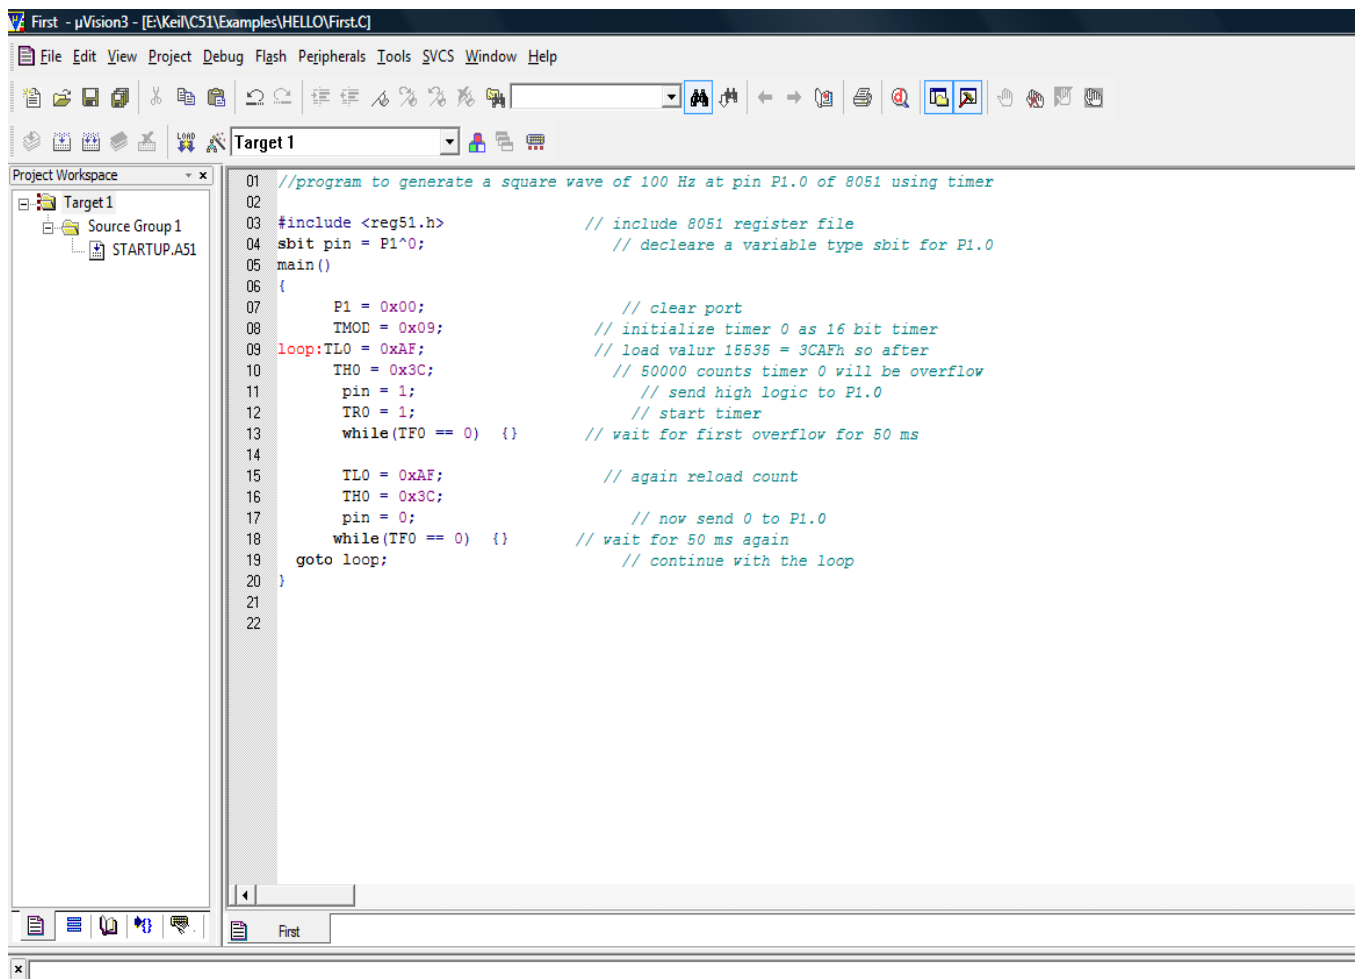 First - µVision3 - [E:\Keil\C51\Examples\HELLO\First.C]
File Edit View Project Debug Flash Peripherals Tools SVCS Window Help
LOAD Target 1
Project Workspace
Target 1
Source Group 1
STARTUP.A51
01 //program to generate a square wave of 100 Hz at pin P1.0 of 8051 using timer
02
03 #include <reg51.h> // include 8051 register file
04 sbit pin = P1^0; // decleare a variable type sbit for P1.0
05 main()
06 {
07 P1 = 0x00; // clear port
08 TMOD = 0x09; // initialize timer 0 as 16 bit timer
09 loop:TL0 = 0xAF; // load valur 15535 = 3CAFh so after
10 TH0 = 0x3C; // 50000 counts timer 0 will be overflow
11 pin = 1; // send high logic to P1.0
12 TR0 = 1; // start timer
13 while(TF0 == 0) {} // wait for first overflow for 50 ms
14
15 TL0 = 0xAF; // again reload count
16 TH0 = 0x3C;
17 pin = 0; // now send 0 to P1.0
18 while(TF0 == 0) {} // wait for 50 ms again
19 goto loop; // continue with the loop
20 }
21
22
First